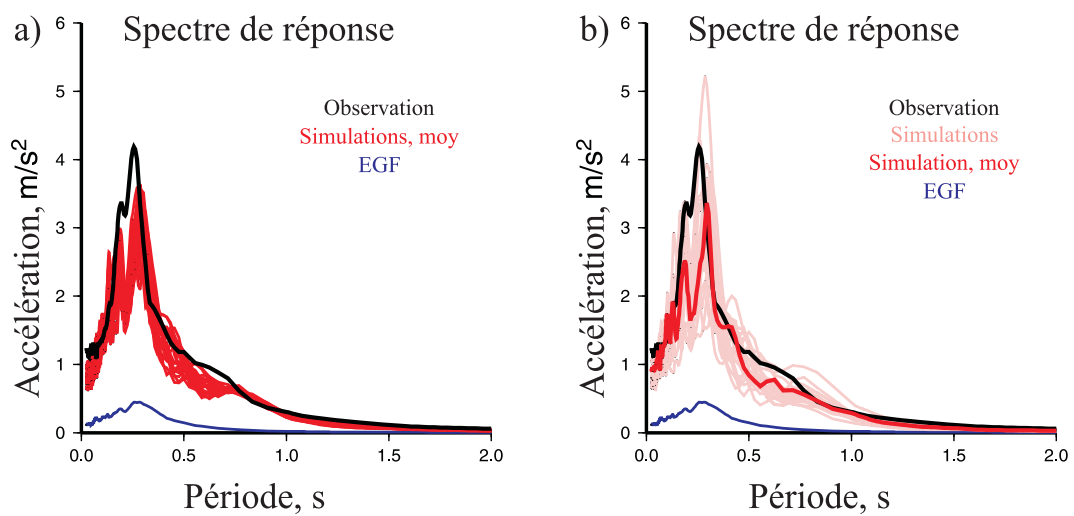 a)
Spectre de réponse
Observation
Simulations, moy
EGF
Accélération, m/s²
6
5
4
3
2
1
0
0.0
0.5
1.0
1.5
2.0
Période, s
b)
Spectre de réponse
Observation
Simulations
Simulation, moy
EGF
Accélération, m/s²
6
5
4
3
2
1
0
0.0
0.5
1.0
1.5
2.0
Période, s